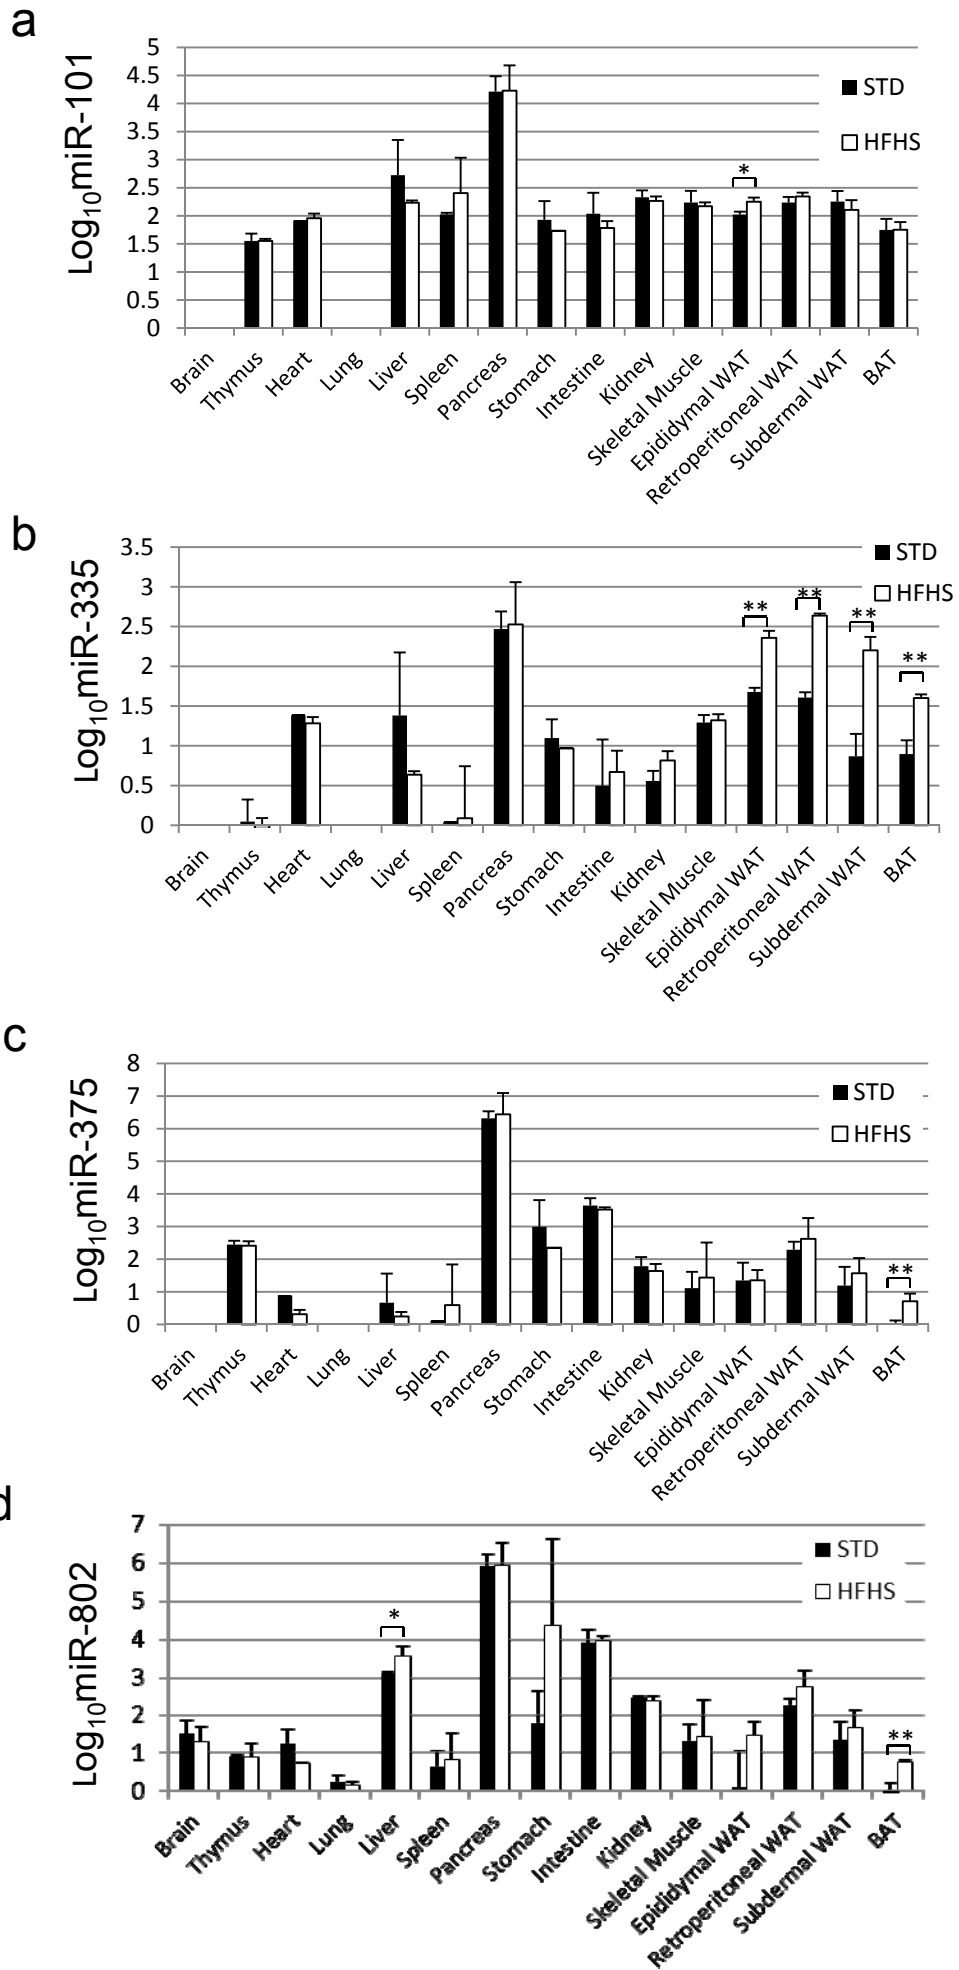 a
Log10miR-101
5
4.5
4
3.5
3
2.5
2
1.5
1
0.5
0
STD
HFHS
*
Brain
Thymus
Heart
Lung
Liver
Spleen
Pancreas
Stomach
Intestine
Kidney
Skeletal Muscle
Epididymal WAT
Retroperitoneal WAT
Subdermal WAT
BAT
b
Log10miR-335
3.5
3
2.5
2
1.5
1
0.5
0
STD
HFHS
**
**
**
**
Brain
Thymus
Heart
Lung
Liver
Spleen
Pancreas
Stomach
Intestine
Kidney
Skeletal Muscle
Epididymal WAT
Retroperitoneal WAT
Subdermal WAT
BAT
c
Log10miR-375
8
7
6
5
4
3
2
1
0
STD
HFHS
**
Brain
Thymus
Heart
Lung
Liver
Spleen
Pancreas
Stomach
Intestine
Kidney
Skeletal Muscle
Epididymal WAT
Retroperitoneal WAT
Subdermal WAT
BAT
d
Log10miR-802
7
6
5
4
3
2
1
0
STD
HFHS
*
**
Brain
Thymus
Heart
Lung
Liver
Spleen
Pancreas
Stomach
Intestine
Kidney
Skeletal Muscle
Epididymal WAT
Retroperitoneal WAT
Subdermal WAT
BAT